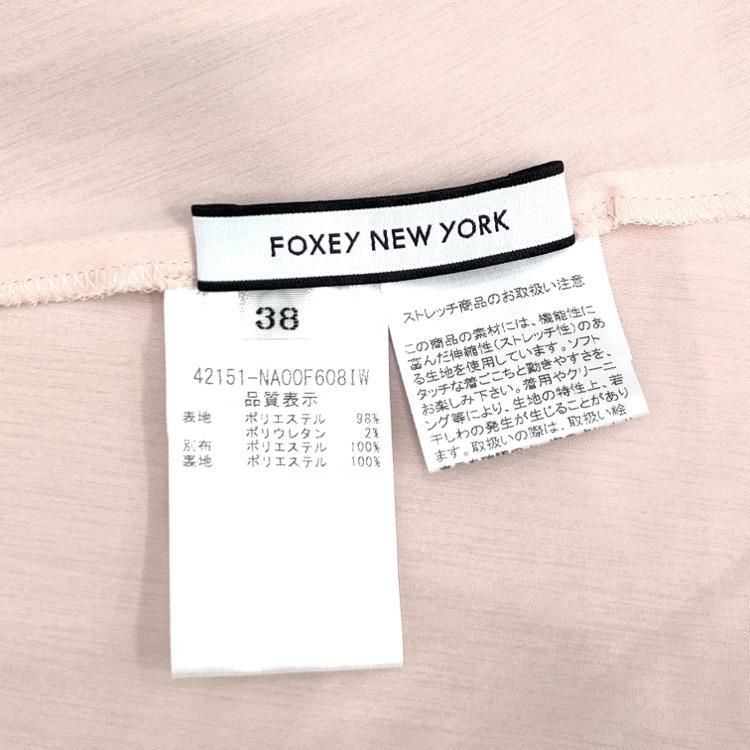 FOXEY NEW YORK
38
42151-NA00F608IW
品質表示
表地 ポリエステル 98%
ポリウレタン 2%
別布 ポリエステル 100%
裏地 ポリエステル 100%
ストレッチ商品のお取扱い注意
この商品の素材には、機能性に
富んだ伸縮性(ストレッチ性)のあ
る生地を使用しています。ソフト
タッチな着ごこちと動きやすさを、
お楽しみ下さい。着用やクリーニ
ング等により、生地の特性上、若
干しわの発生が生じることがあり
ます。取扱いの際は、取扱い絵